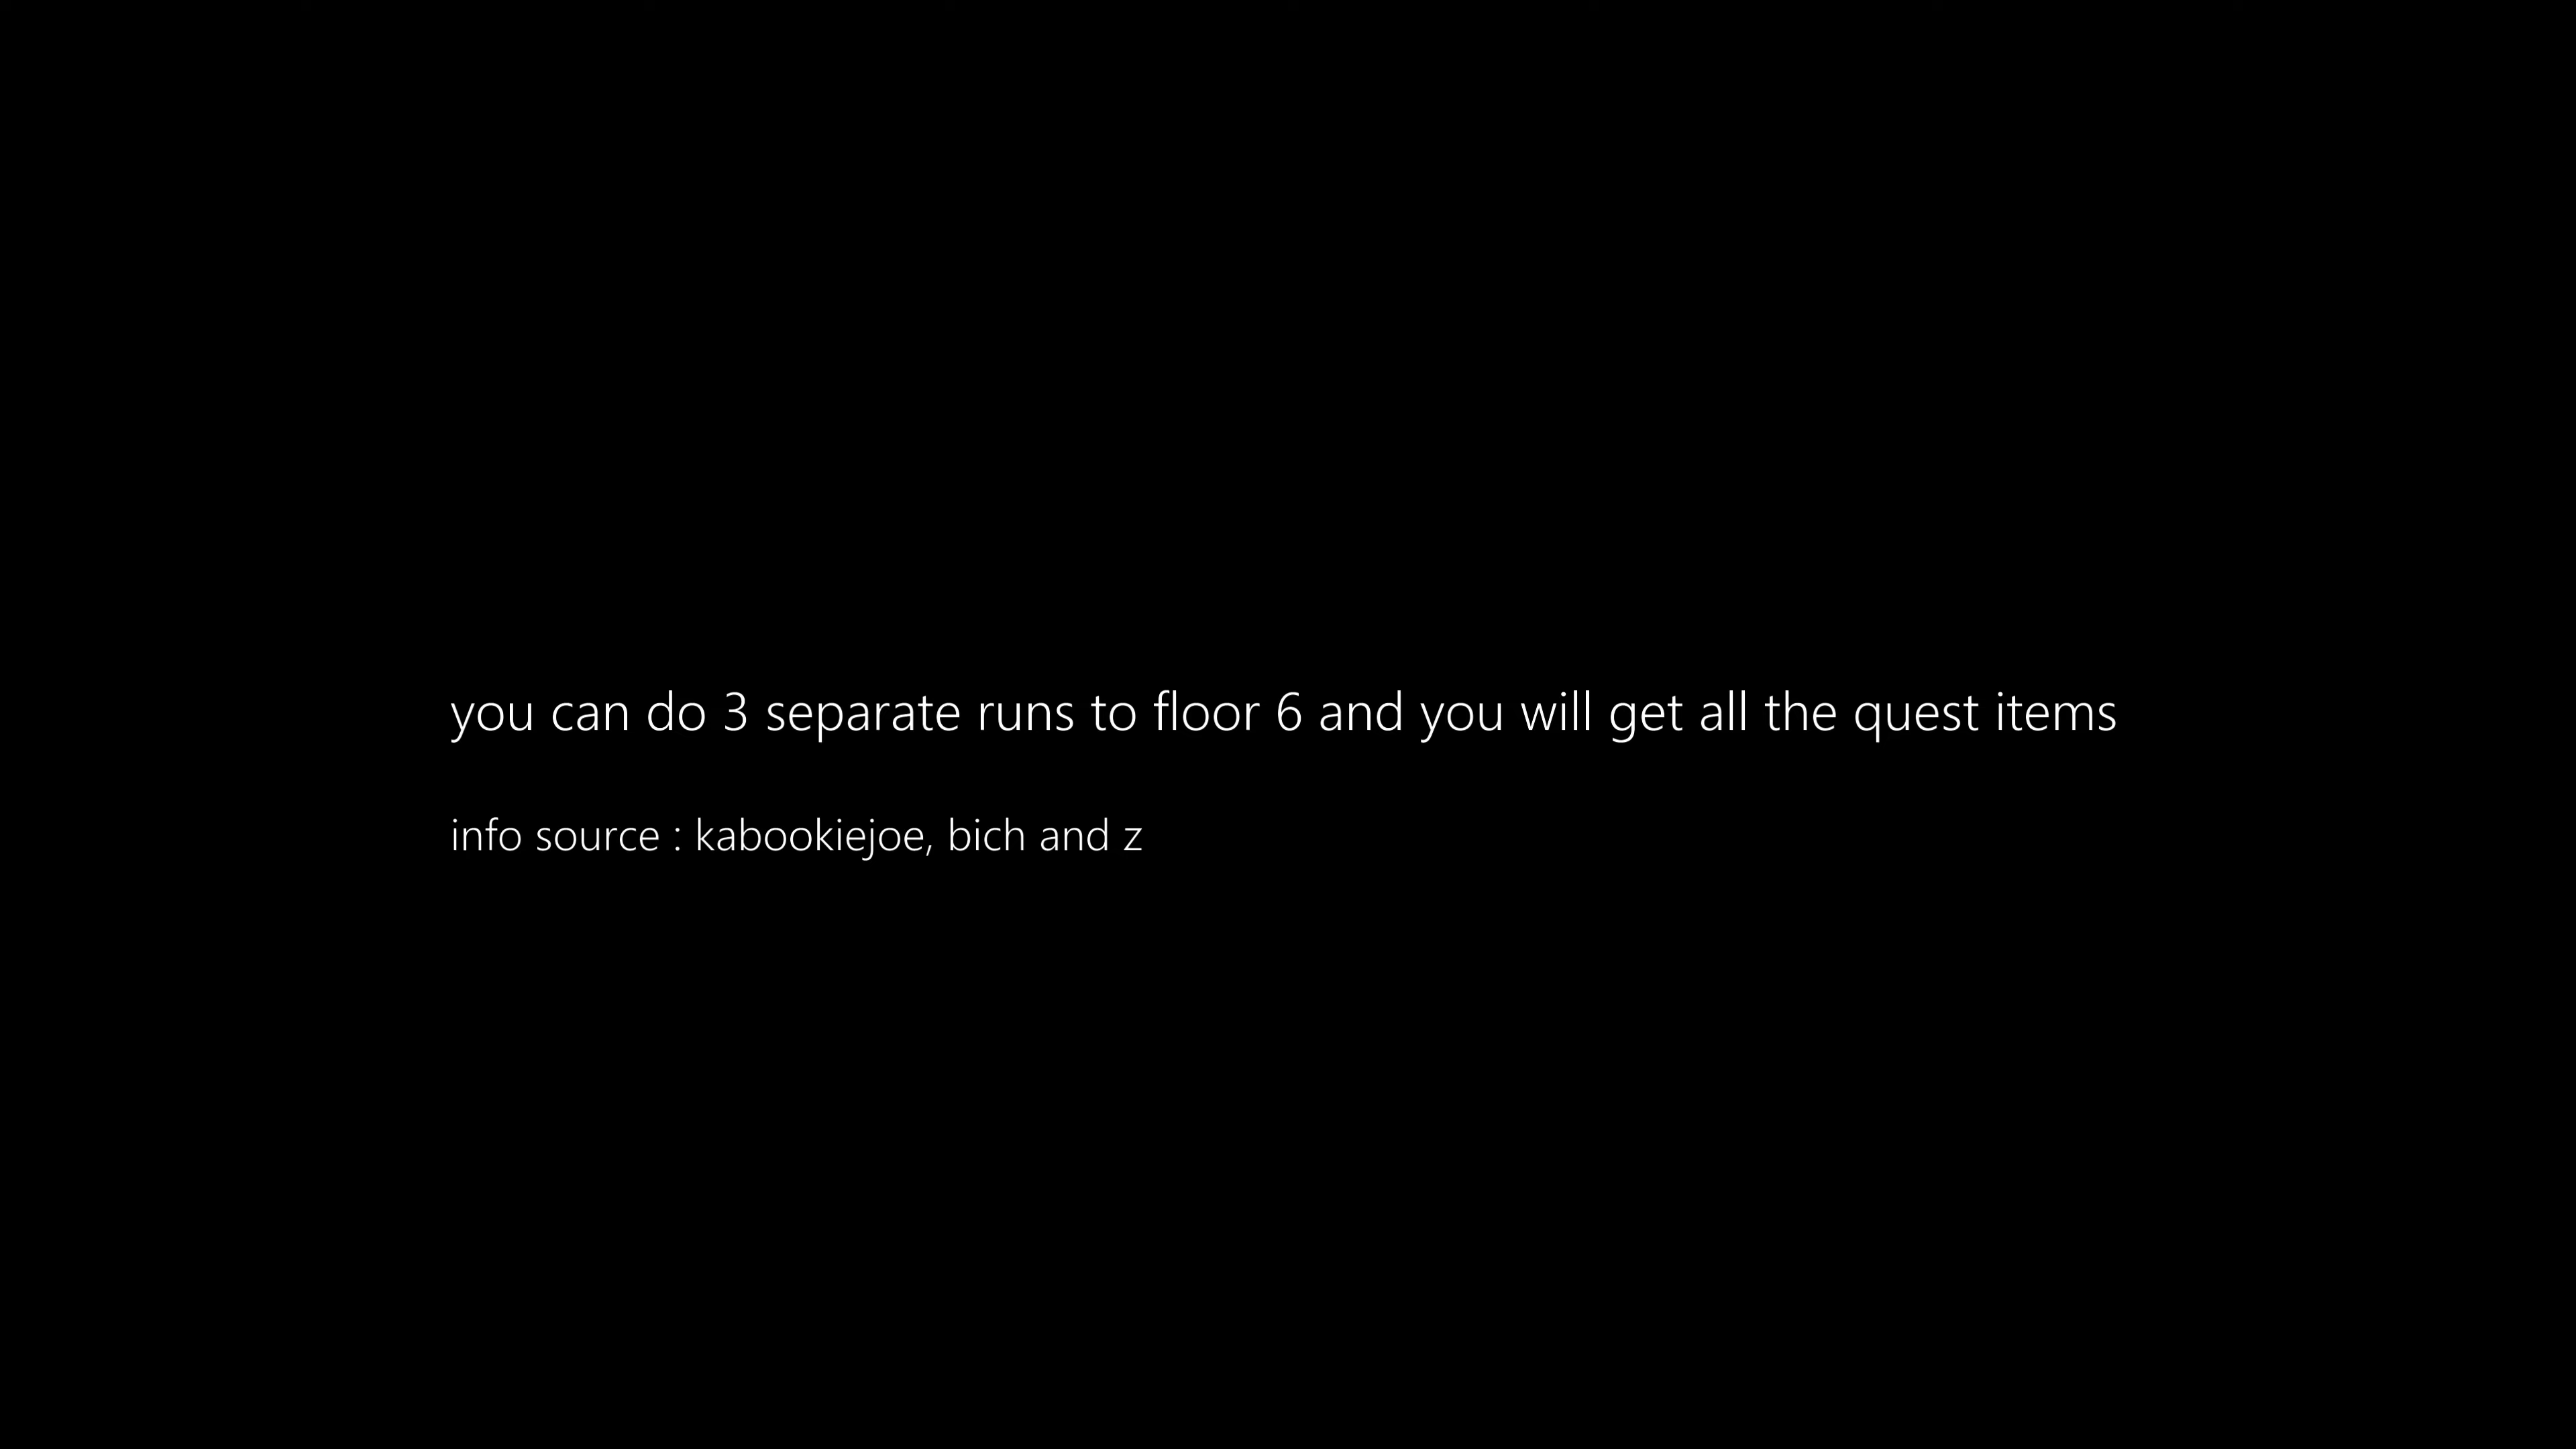 you can do 3 separate runs to floor 6 and you will get all the quest items
info source : kabookiejoe, bich and z